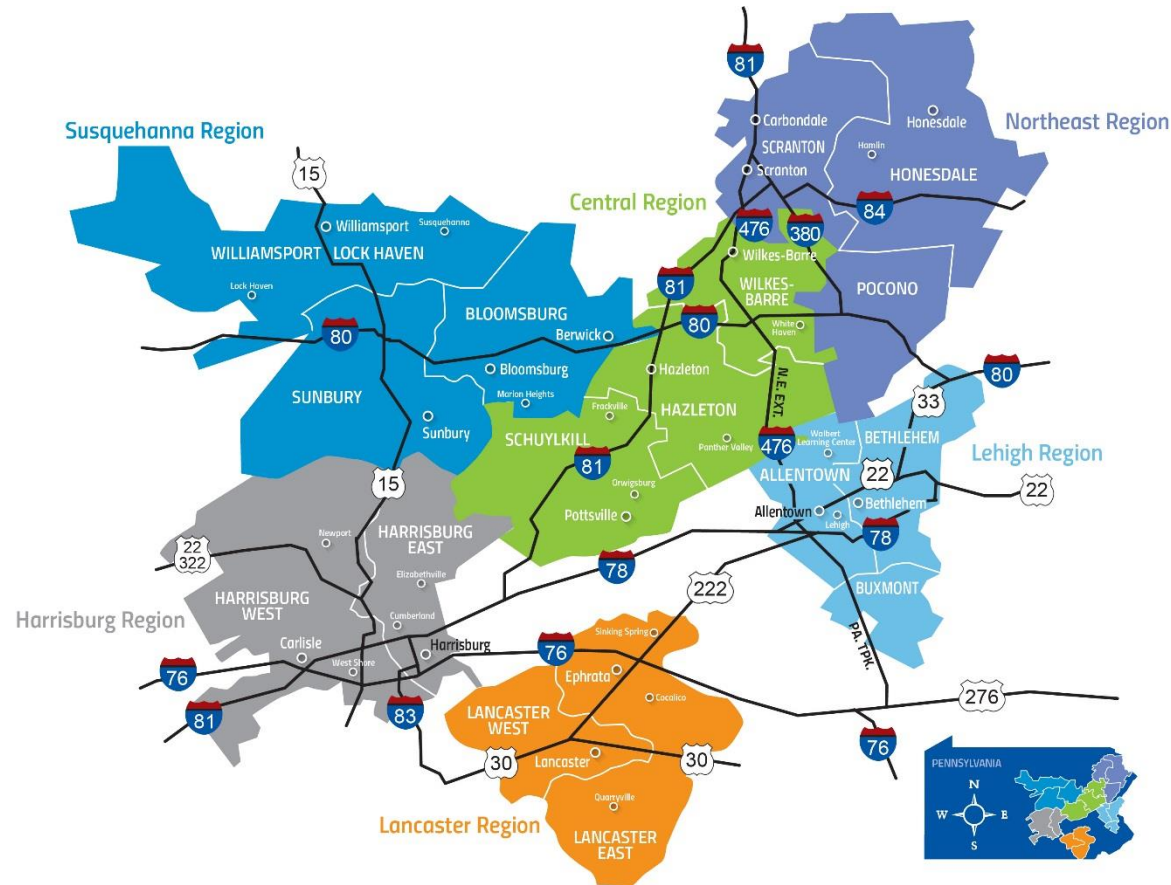 81
Susquehanna Region
15
Carbondale
SCRANTON
Scranton
Honesdale
Hamlin
HONESDALE
Northeast Region
Central Region
84
476
380
Williamsport
Susquehanna
WILLIAMSPORT
LOCK HAVEN
Lock Haven
Wilkes-Barre
WILKES-
BARRE
81
POCONO
BLOOMSBURG
Berwick
80
80
White
Haven
Bloomsburg
Hazleton
N.E. EXT.
80
SUNBURY
Marion Heights
Sunbury
Frackville
HAZLETON
33
SCHUYLKILL
Panther Valley
476
Walbert
Learning Center
BETHLEHEM
Lehigh Region
81
ALLENTOWN
22
22
15
Orwigsburg
Pottsville
Allentown
Bethlehem
Lehigh
78
HARRISBURG
EAST
Newport
22
322
Elizabethville
78
222
BUXMONT
HARRISBURG
WEST
Harrisburg Region
Cumberland
Carlisle
Harrisburg
West Shore
Sinking Spring
76
Ephrata
PA. TPK.
76
Cocalico
276
81
83
LANCASTER
WEST
76
30
Lancaster
30
Quarryville
Lancaster Region
LANCASTER
EAST
PENNSYLVANIA
N
W
E
S